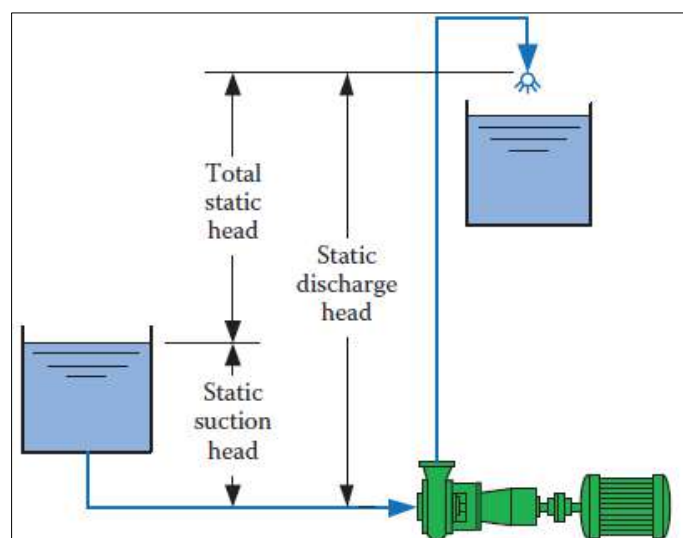 Total
static
head
Static
discharge
head
Static
suction
head